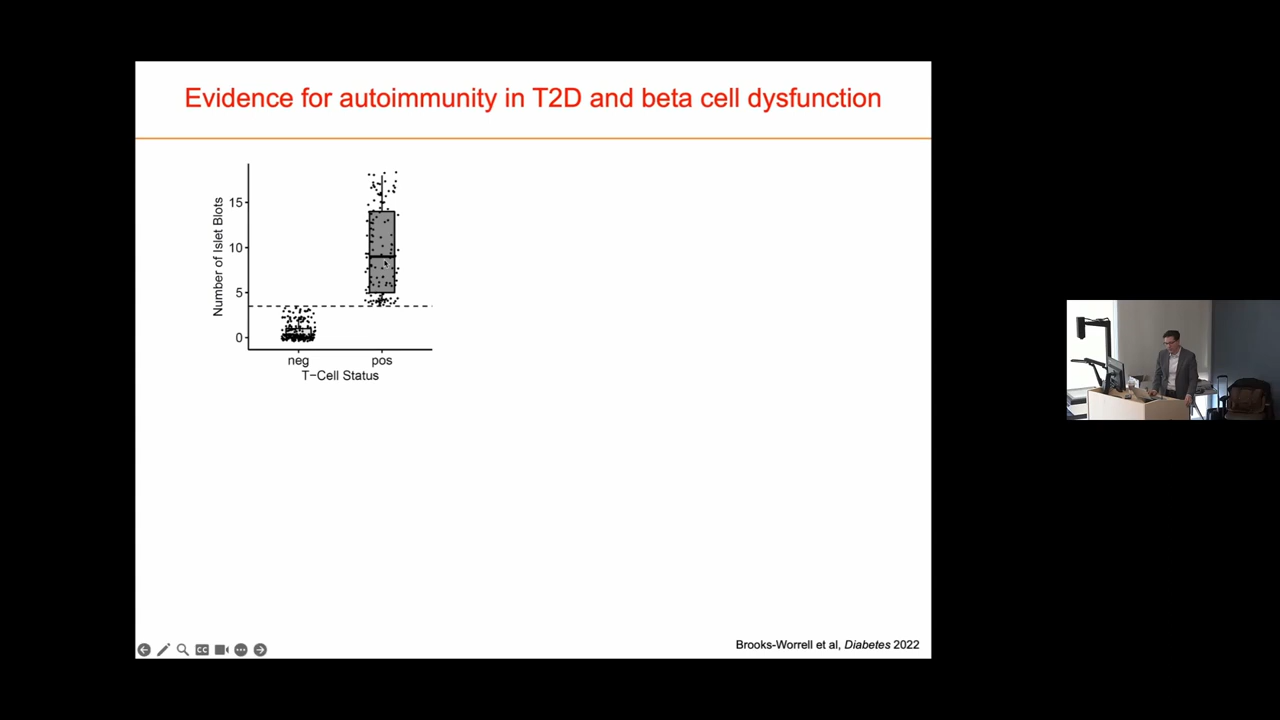 Evidence for autoimmunity in T2D and beta cell dysfunction
Number of Islet Blots
15
10
5
0
neg pos
T−Cell Status
CC
Brooks-Worrell et al, Diabetes 2022